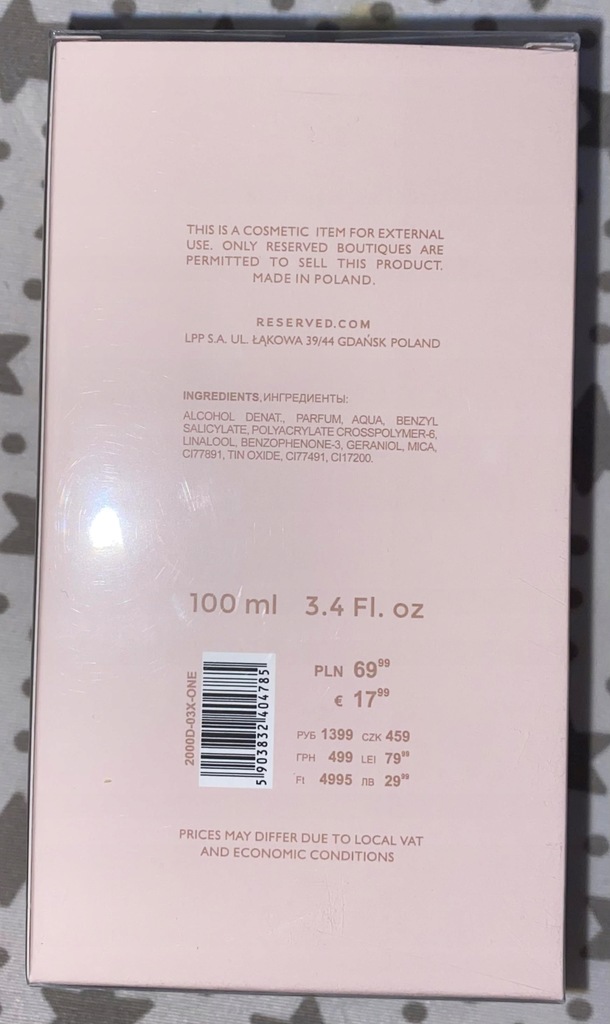 THIS IS A COSMETIC ITEM FOR EXTERNAL
USE. ONLY RESERVED BOUTIQUES ARE
PERMITTED TO SELL THIS PRODUCT.
MADE IN POLAND.
RESERVED.COM
LPP S.A. UL. ŁĄKOWA 39/44 GDAŃSK POLAND
INGREDIENTS,ИНГРЕДИЕНТЫ:
ALCOHOL DENAT., PARFUM, AQUA, BENZYL
SALICYLATE, POLYACRYLATE CROSSPOLYMER-6,
LINALOOL, BENZOPHENONE-3, GERANIOL, MICA,
CI77891, TIN OXIDE, CI77491, CI17200.
100 ml 3.4 Fl. oz
2000D-03X-ONE
5 903832 404785
PLN 69⁹⁹
€ 17⁹⁹
РУБ 1399 CZK 459
ГРН 499 LEI 79⁹⁹
Ft 4995 ЛВ 29⁹⁹
PRICES MAY DIFFER DUE TO LOCAL VAT
AND ECONOMIC CONDITIONS